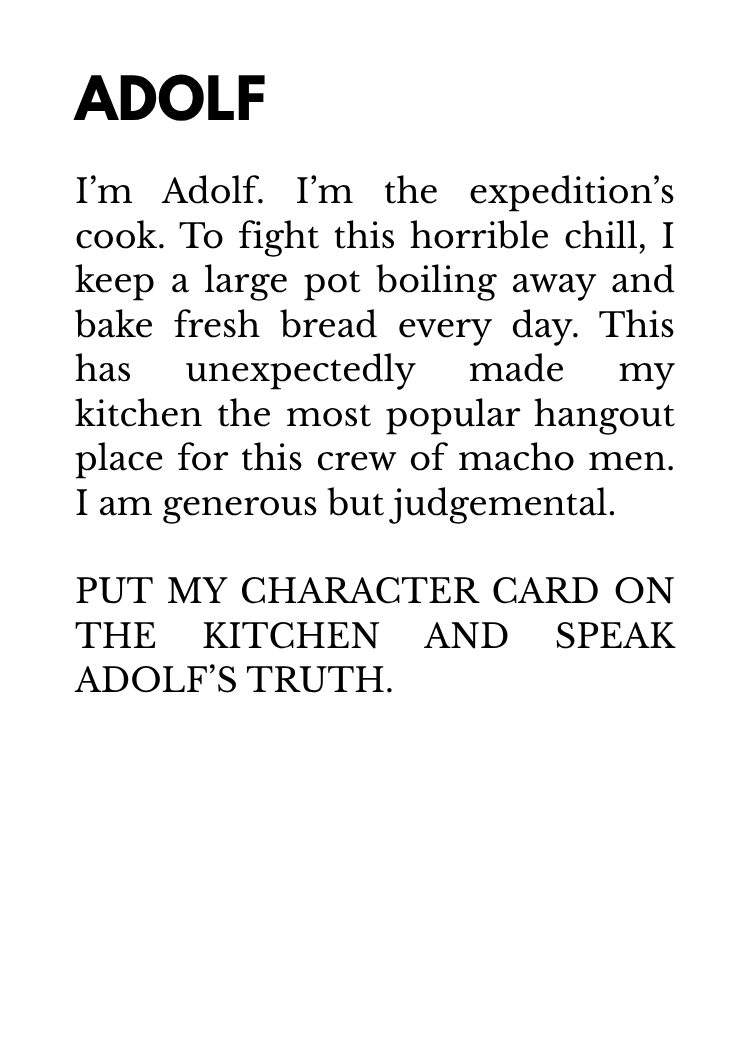 ADOLF
I’m Adolf. I’m the expedition’s
cook. To fight this horrible chill, I
keep a large pot boiling away and
bake fresh bread every day. This
has unexpectedly made my
kitchen the most popular hangout
place for this crew of macho men.
I am generous but judgemental.
PUT MY CHARACTER CARD ON
THE KITCHEN AND SPEAK
ADOLF’S TRUTH.